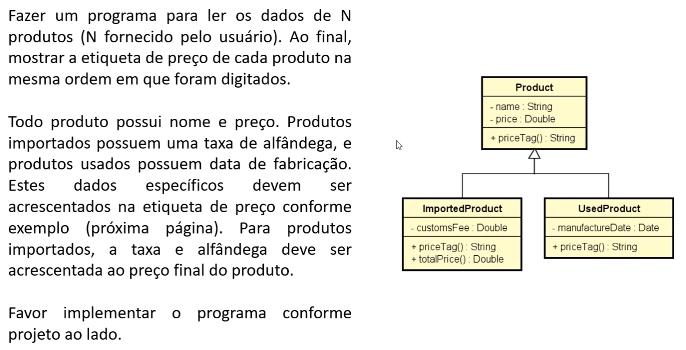 Fazer um programa para ler os dados de N
produtos (N fornecido pelo usuário). Ao final,
mostrar a etiqueta de preço de cada produto na
mesma ordem em que foram digitados.
Todo produto possui nome e preço. Produtos
importados possuem uma taxa de alfândega, e
produtos usados possuem data de fabricação.
Estes dados específicos devem ser
acrescentados na etiqueta de preço conforme
exemplo (próxima página). Para produtos
importados, a taxa e alfândega deve ser
acrescentada ao preço final do produto.
Favor implementar o programa conforme
projeto ao lado.
Product
- name : String
- price : Double
+ priceTag() : String
ImportedProduct
- customsFee : Double
+ priceTag() : String
+ totalPrice() : Double
UsedProduct
- manufactureDate : Date
+ priceTag() : String